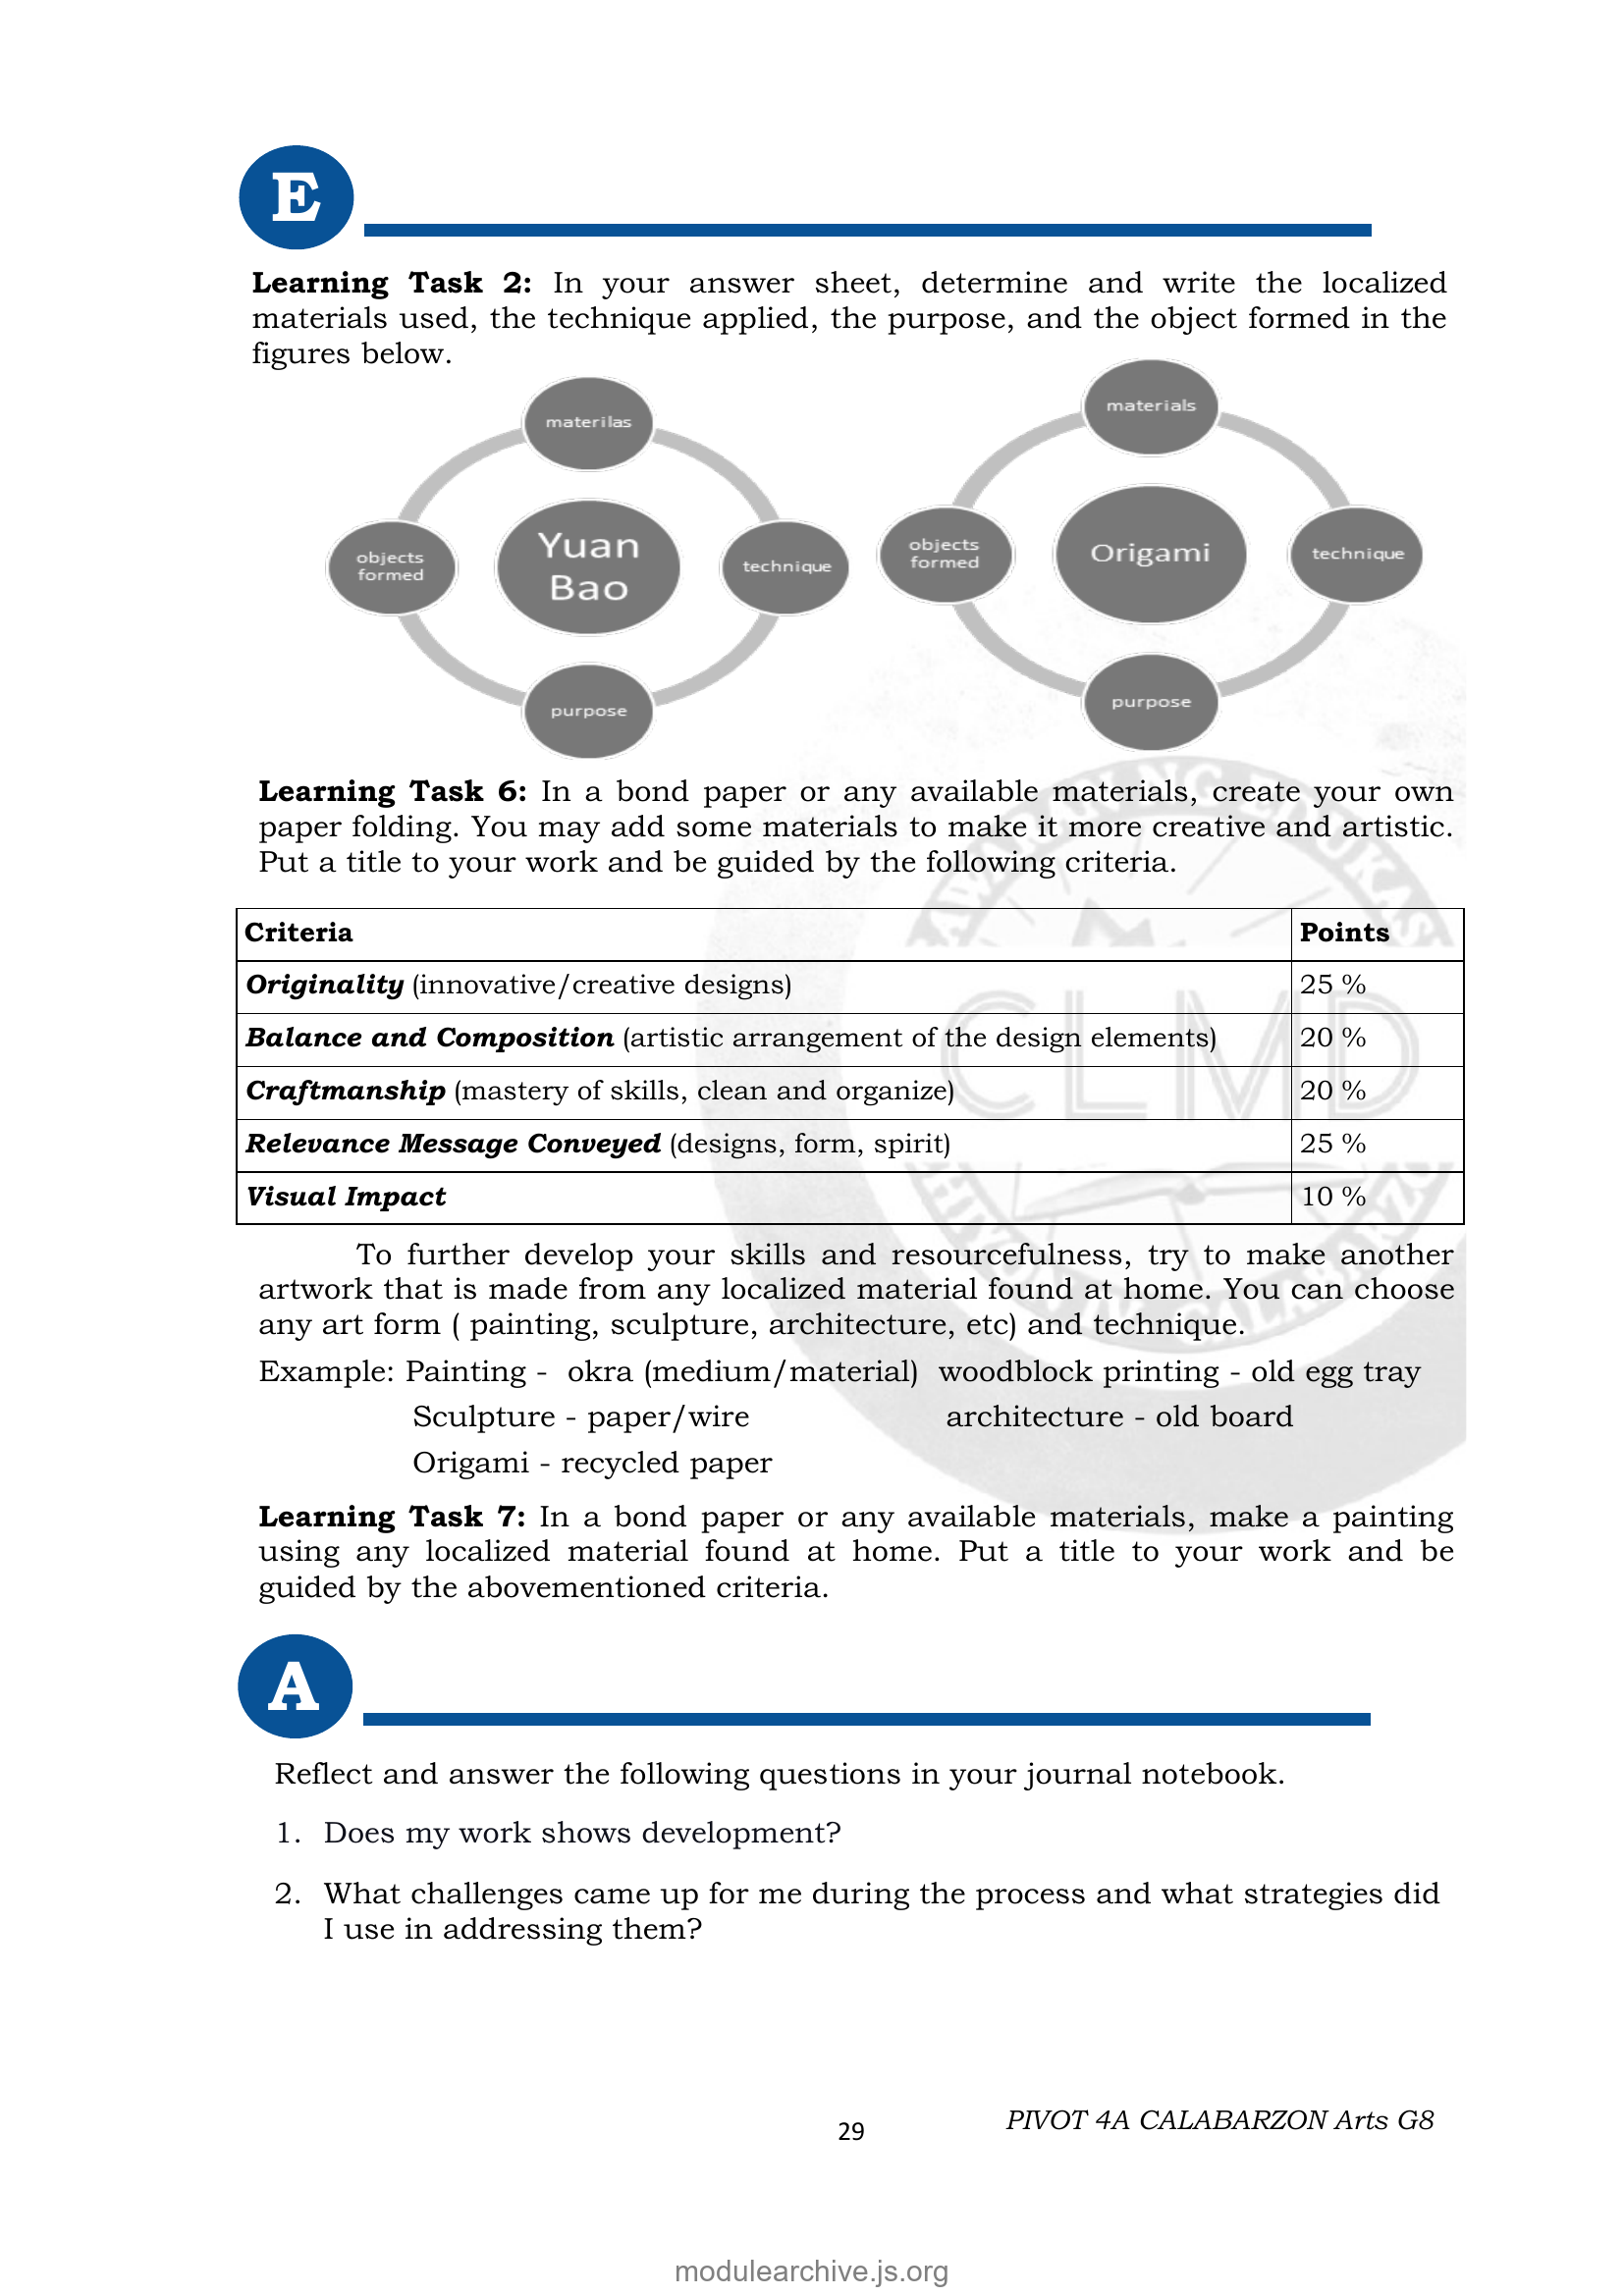 E
Learning Task 2: In your answer sheet, determine and write the localized
materials used, the technique applied, the purpose, and the object formed in the
figures below.
materilas
objects
formed
Yuan
Bao
technique
purpose
materials
objects
formed
Origami
technique
purpose
Learning Task 6: In a bond paper or any available materials, create your own
paper folding. You may add some materials to make it more creative and artistic.
Put a title to your work and be guided by the following criteria.
Criteria Points
Originality (innovative/creative designs) 25 %
Balance and Composition (artistic arrangement of the design elements) 20 %
Craftmanship (mastery of skills, clean and organize) 20 %
Relevance Message Conveyed (designs, form, spirit) 25 %
Visual Impact 10 %
CLMD
To further develop your skills and resourcefulness, try to make another
artwork that is made from any localized material found at home. You can choose
any art form ( painting, sculpture, architecture, etc) and technique.
Example: Painting - okra (medium/material) woodblock printing - old egg tray
Sculpture - paper/wire architecture - old board
Origami - recycled paper
Learning Task 7: In a bond paper or any available materials, make a painting
using any localized material found at home. Put a title to your work and be
guided by the abovementioned criteria.
A
Reflect and answer the following questions in your journal notebook.
1. Does my work shows development?
2. What challenges came up for me during the process and what strategies did
I use in addressing them?
29
PIVOT 4A CALABARZON Arts G8
modulearchive.js.org